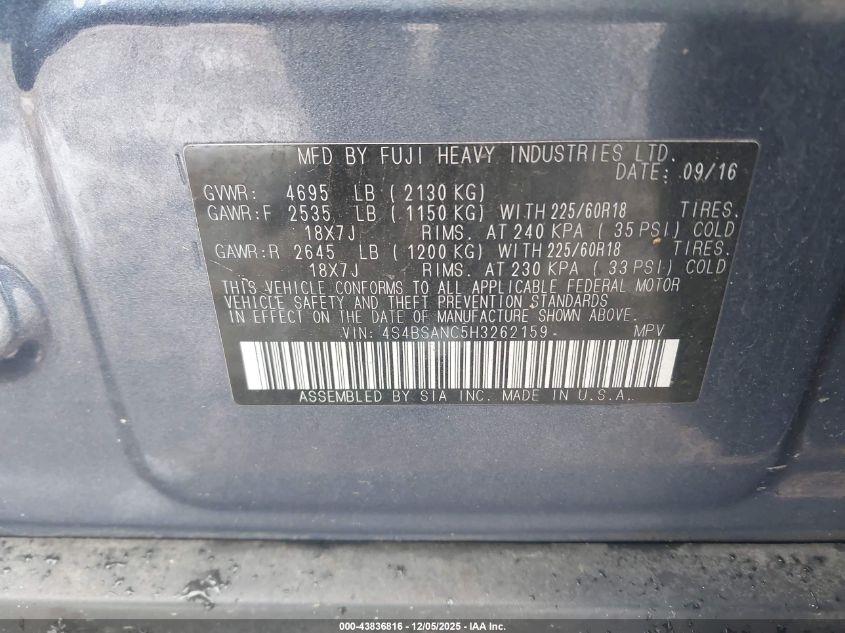 MFD BY FUJI HEAVY INDUSTRIES LTD.
DATE: 09/16
GVWR: 4695 LB ( 2130 KG)
GAWR:F 2535 LB ( 1150 KG) WITH 225/60R18 TIRES.
18X7J RIMS. AT 240 KPA ( 35 PSI) COLD
GAWR:R 2645 LB ( 1200 KG) WITH 225/60R18 TIRES.
18X7J RIMS. AT 230 KPA ( 33 PSI) COLD
THIS VEHICLE CONFORMS TO ALL APPLICABLE FEDERAL MOTOR
VEHICLE SAFETY AND THEFT PREVENTION STANDARDS
IN EFFECT ON THE DATE OF MANUFACTURE SHOWN ABOVE.
VIN: 4S4BSANC5H3262159 MPV
ASSEMBLED BY SIA INC. MADE IN U.S.A.
000-43836816 - 12/05/2025 - IAA Inc.